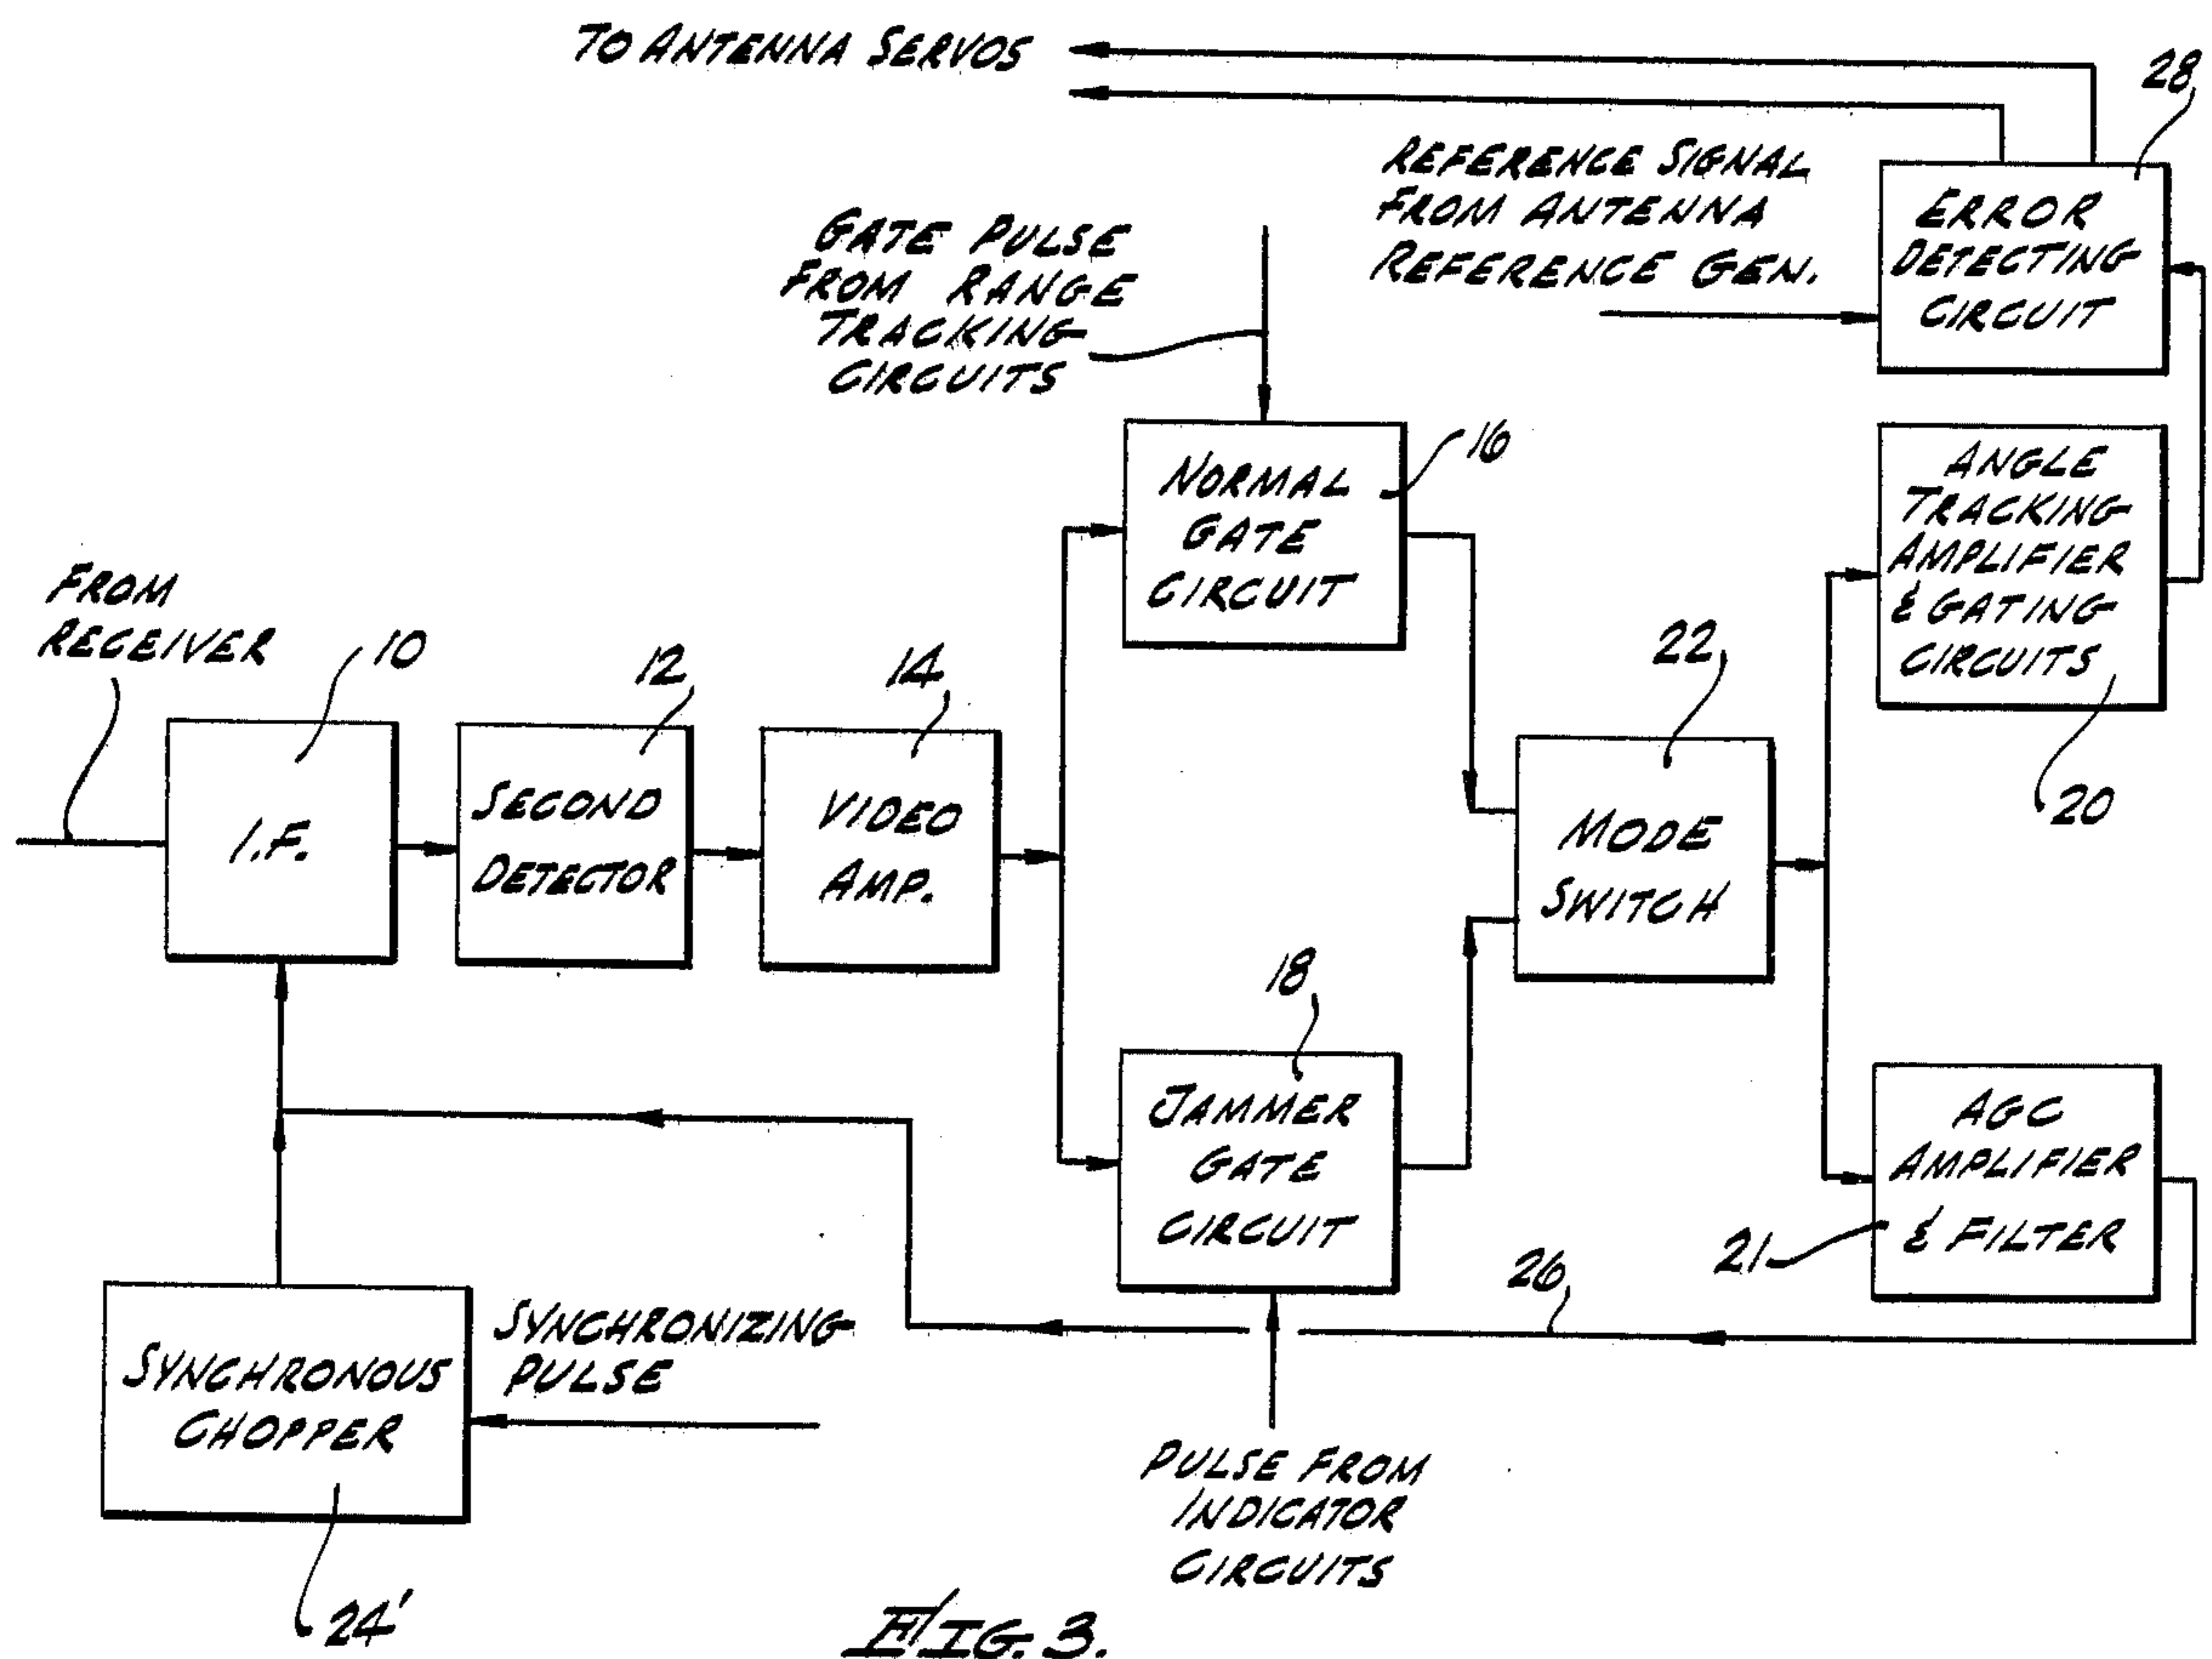 TO ANTENNA SERVOS
28
REFERENCE SIGNAL
FROM ANTENNA
REFERENCE GEN.
ERROR
DETECTING
CIRCUIT
GATE PULSE
FROM RANGE
TRACKING
CIRCUITS
16
NORMAL
GATE
CIRCUIT
ANGLE
TRACKING
AMPLIFIER
& GATING
CIRCUITS
20
FROM
RECEIVER
10
12
14
22
I.F.
SECOND
DETECTOR
VIDEO
AMP.
MODE
SWITCH
18
JAMMER
GATE
CIRCUIT
AGC
AMPLIFIER
& FILTER
21
26
SYNCHRONIZING
PULSE
SYNCHRONOUS
CHOPPER
24'
PULSE FROM
INDICATOR
CIRCUITS
FIG. 3.